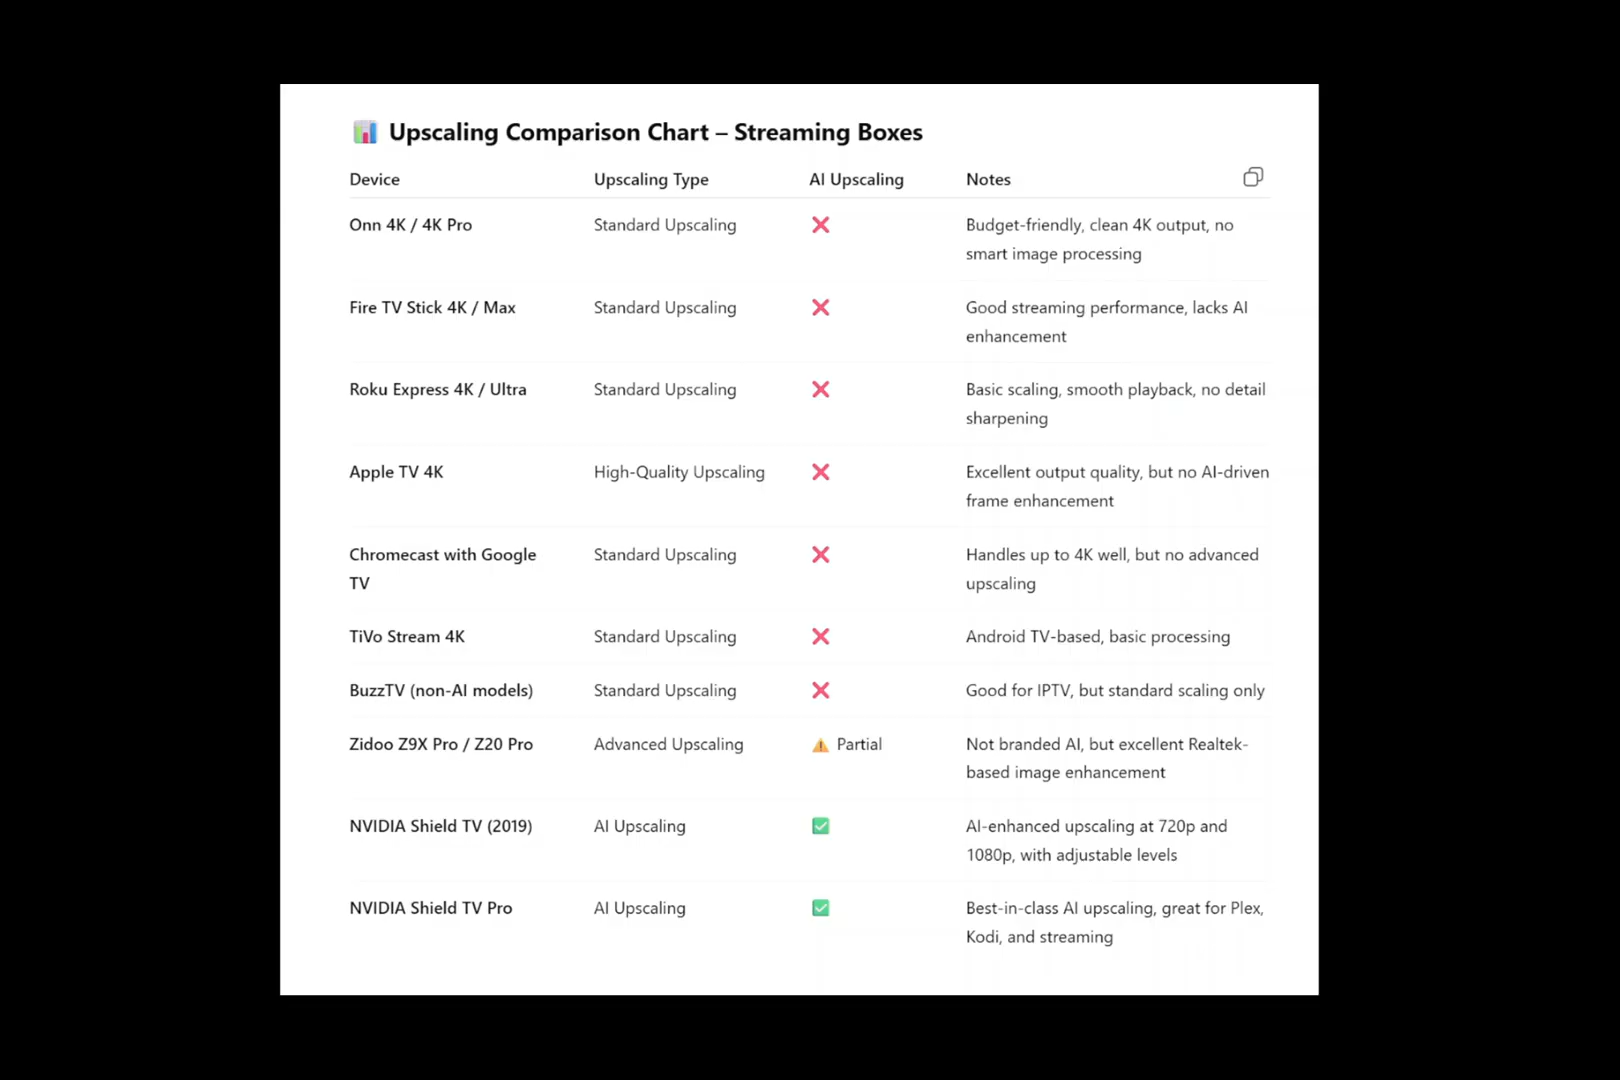 📊 Upscaling Comparison Chart – Streaming Boxes
Device Upscaling Type AI Upscaling Notes
Onn 4K / 4K Pro Standard Upscaling ❌ Budget-friendly, clean 4K output, no
smart image processing
Fire TV Stick 4K / Max Standard Upscaling ❌ Good streaming performance, lacks AI
enhancement
Roku Express 4K / Ultra Standard Upscaling ❌ Basic scaling, smooth playback, no detail
sharpening
Apple TV 4K High-Quality Upscaling ❌ Excellent output quality, but no AI-driven
frame enhancement
Chromecast with Google Standard Upscaling ❌ Handles up to 4K well, but no advanced
TV upscaling
TiVo Stream 4K Standard Upscaling ❌ Android TV-based, basic processing
BuzzTV (non-AI models) Standard Upscaling ❌ Good for IPTV, but standard scaling only
Zidoo Z9X Pro / Z20 Pro Advanced Upscaling ⚠️ Partial Not branded AI, but excellent Realtek-
based image enhancement
NVIDIA Shield TV (2019) AI Upscaling ✅ AI-enhanced upscaling at 720p and
1080p, with adjustable levels
NVIDIA Shield TV Pro AI Upscaling ✅ Best-in-class AI upscaling, great for Plex,
Kodi, and streaming